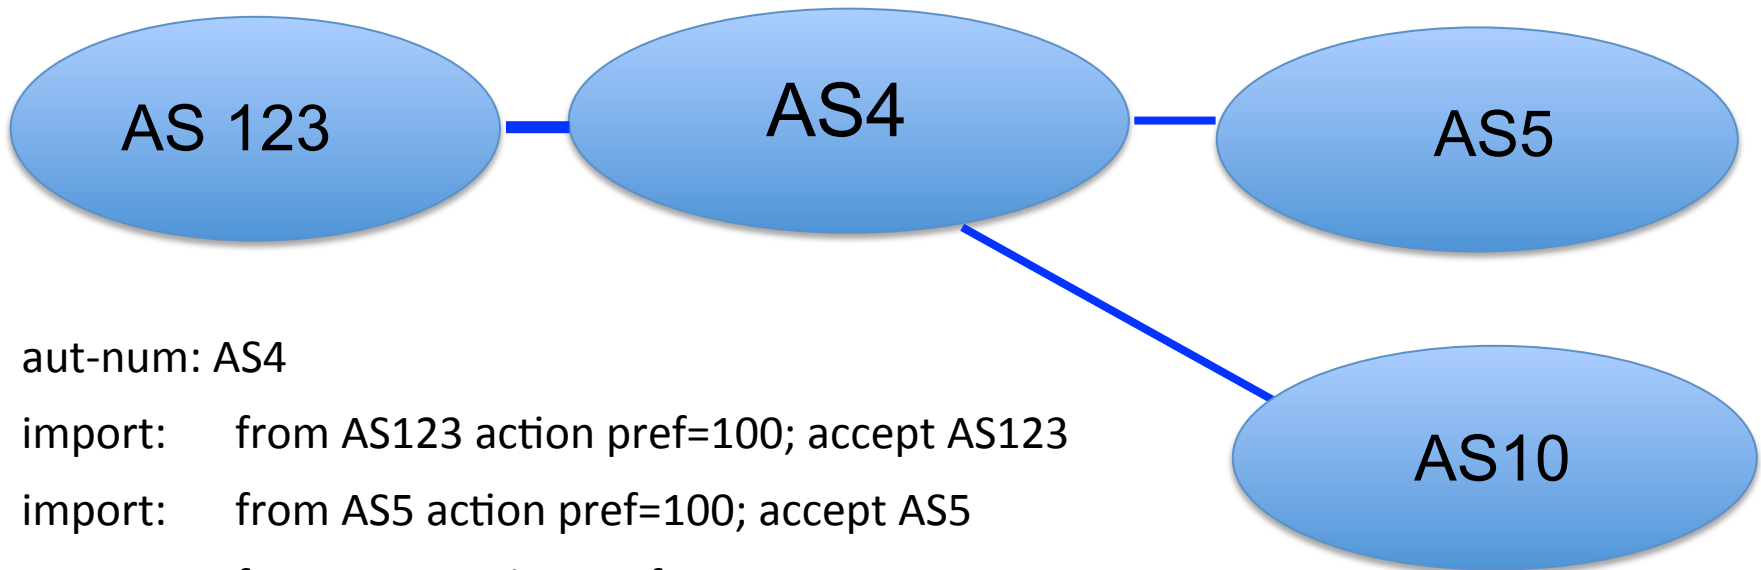 AS 123
AS4
AS5
AS10
aut-num: AS4
import: from AS123 action pref=100; accept AS123
import: from AS5 action pref=100; accept AS5